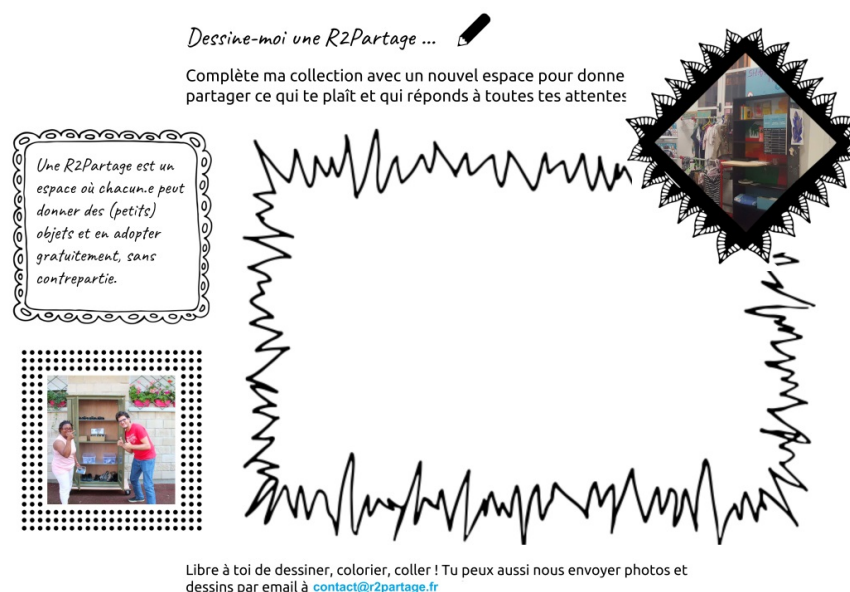 Dessine-moi une R2Partage ...
Complète ma collection avec un nouvel espace pour donne
partager ce qui te plaît et qui réponds à toutes tes attentes
Une R2Partage est un
espace où chacun.e peut
donner des (petits)
objets et en adopter
gratuitement, sans
contrepartie.
Libre à toi de dessiner, colorier, coller ! Tu peux aussi nous envoyer photos et
dessins par email à contact@r2partage.fr